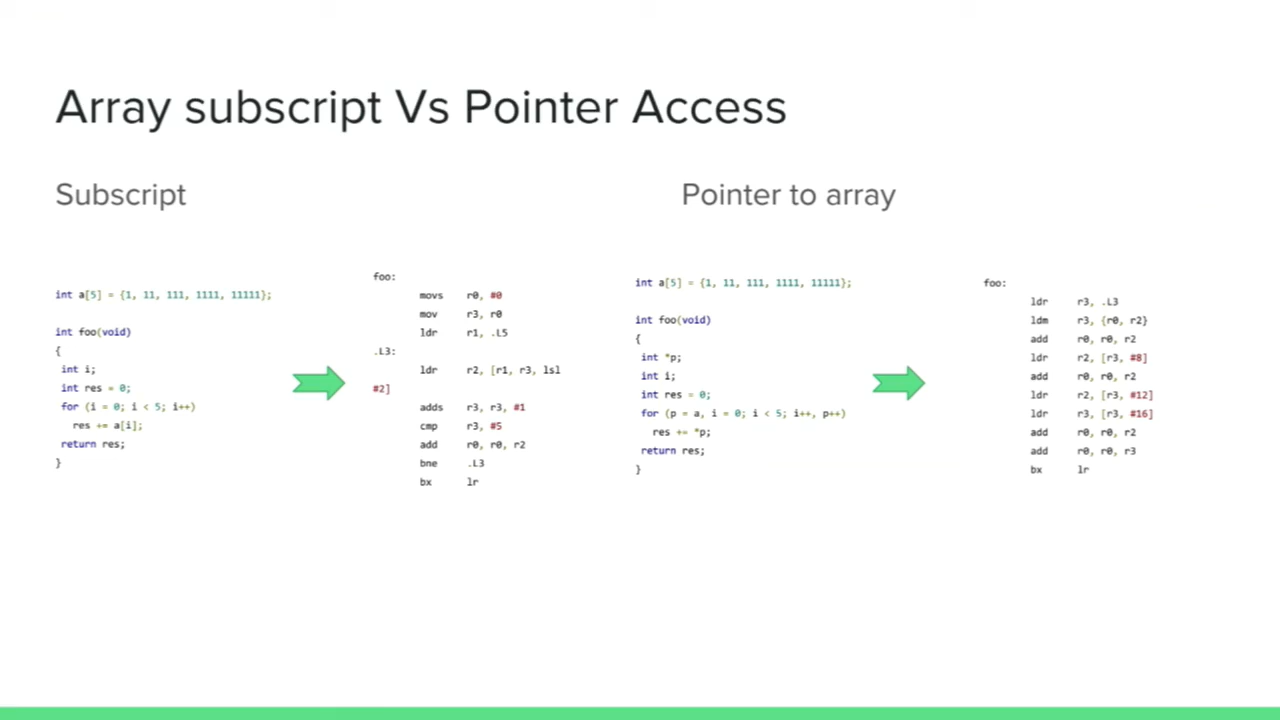 Array subscript Vs Pointer Access
Subscript
int a[5] = {1, 11, 111, 1111, 11111};
int foo(void)
{
int i;
int res = 0;
for (i = 0; i < 5; i++)
res += a[i];
return res;
}
foo:
movs r0, #0
mov r3, r0
ldr r1, .L5
.L3:
ldr r2, [r1, r3, lsl
#2]
adds r3, r3, #1
cmp r3, #5
add r0, r0, r2
bne .L3
bx lr
Pointer to array
int a[5] = {1, 11, 111, 1111, 11111};
int foo(void)
{
int *p;
int i;
int res = 0;
for (p = a, i = 0; i < 5; i++, p++)
res += *p;
return res;
}
foo:
ldr r3, .L3
ldm r3, {r0, r2}
add r0, r0, r2
ldr r2, [r3, #8]
add r0, r0, r2
ldr r2, [r3, #12]
ldr r3, [r3, #16]
add r0, r0, r2
add r0, r0, r3
bx lr